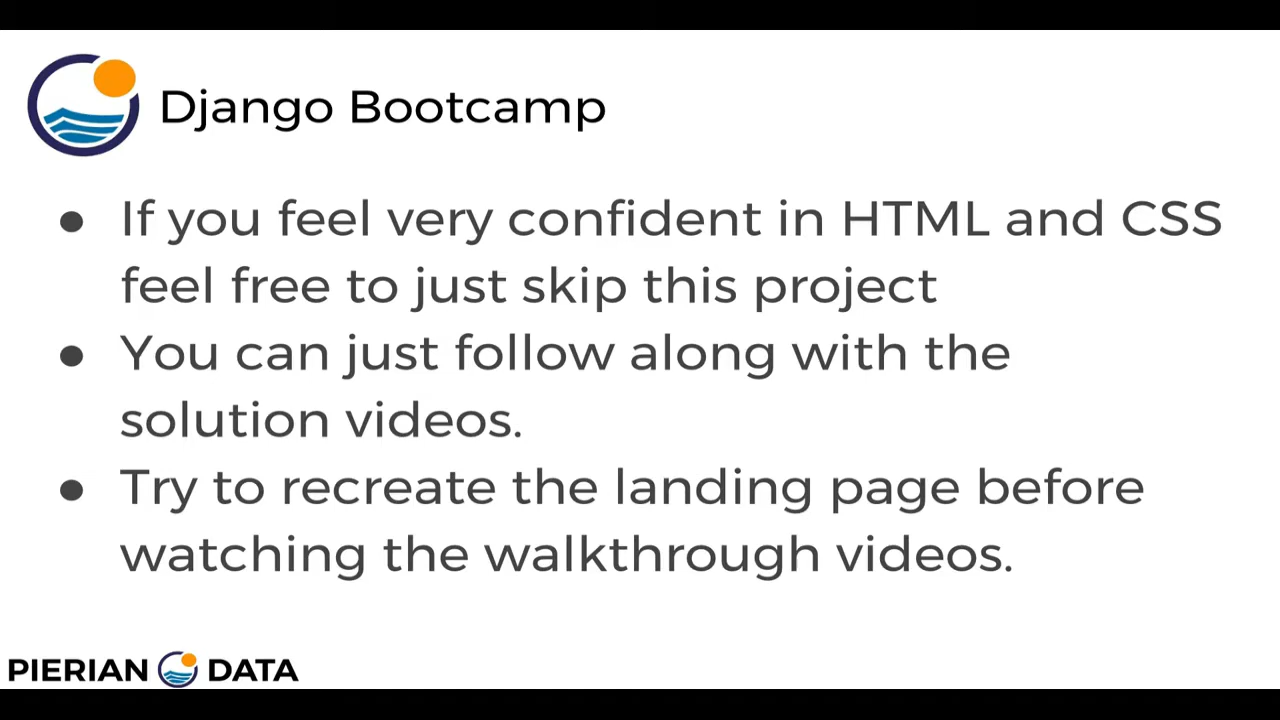 Django Bootcamp
● If you feel very confident in HTML and CSS
feel free to just skip this project
● You can just follow along with the
solution videos.
● Try to recreate the landing page before
watching the walkthrough videos.
PIERIAN DATA